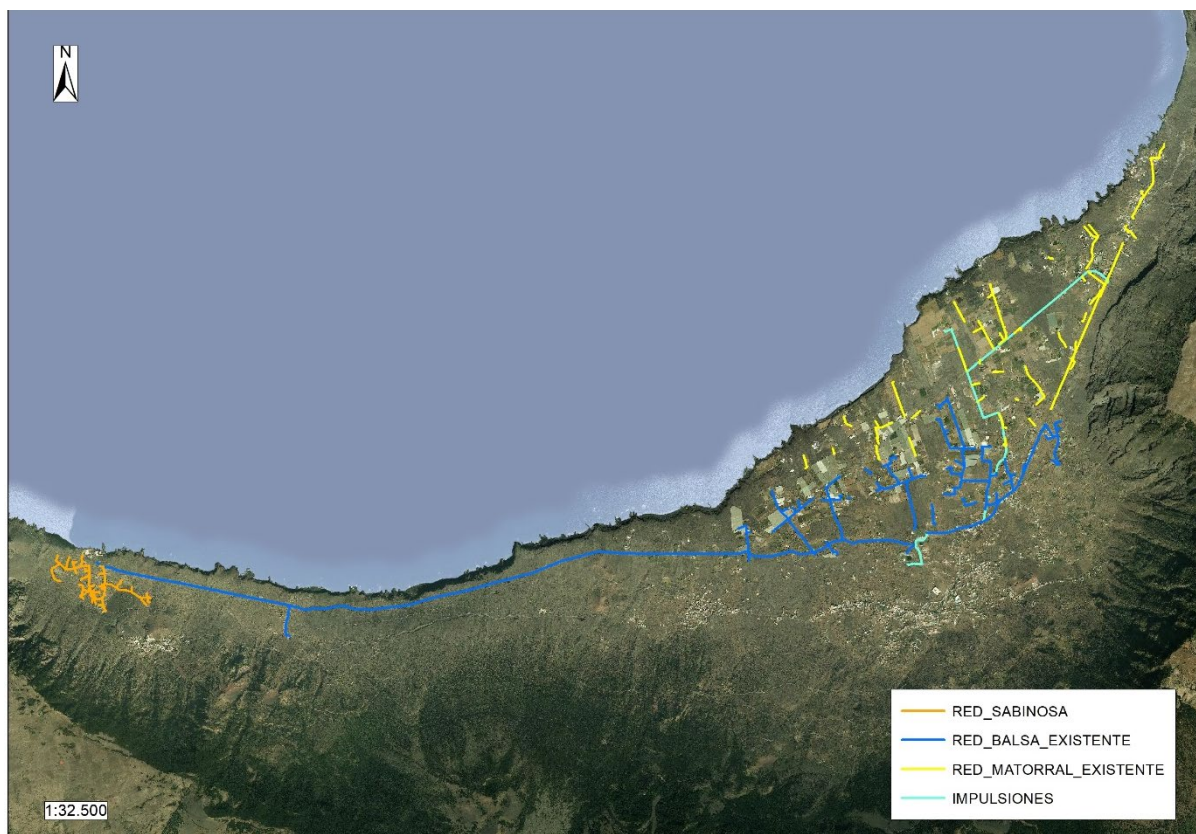 N
RED_SABINOSA
RED_BALSA_EXISTENTE
RED_MATORRAL_EXISTENTE
IMPULSIONES
1:32.500